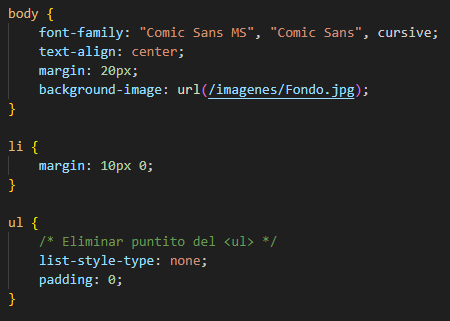 body {
    font-family: "Comic Sans MS", "Comic Sans", cursive;
    text-align: center;
    margin: 20px;
    background-image: url(/imagenes/Fondo.jpg);
}

li {
    margin: 10px 0;
}

ul {
    /* Eliminar puntito del <ul> */
    list-style-type: none;
    padding: 0;
}